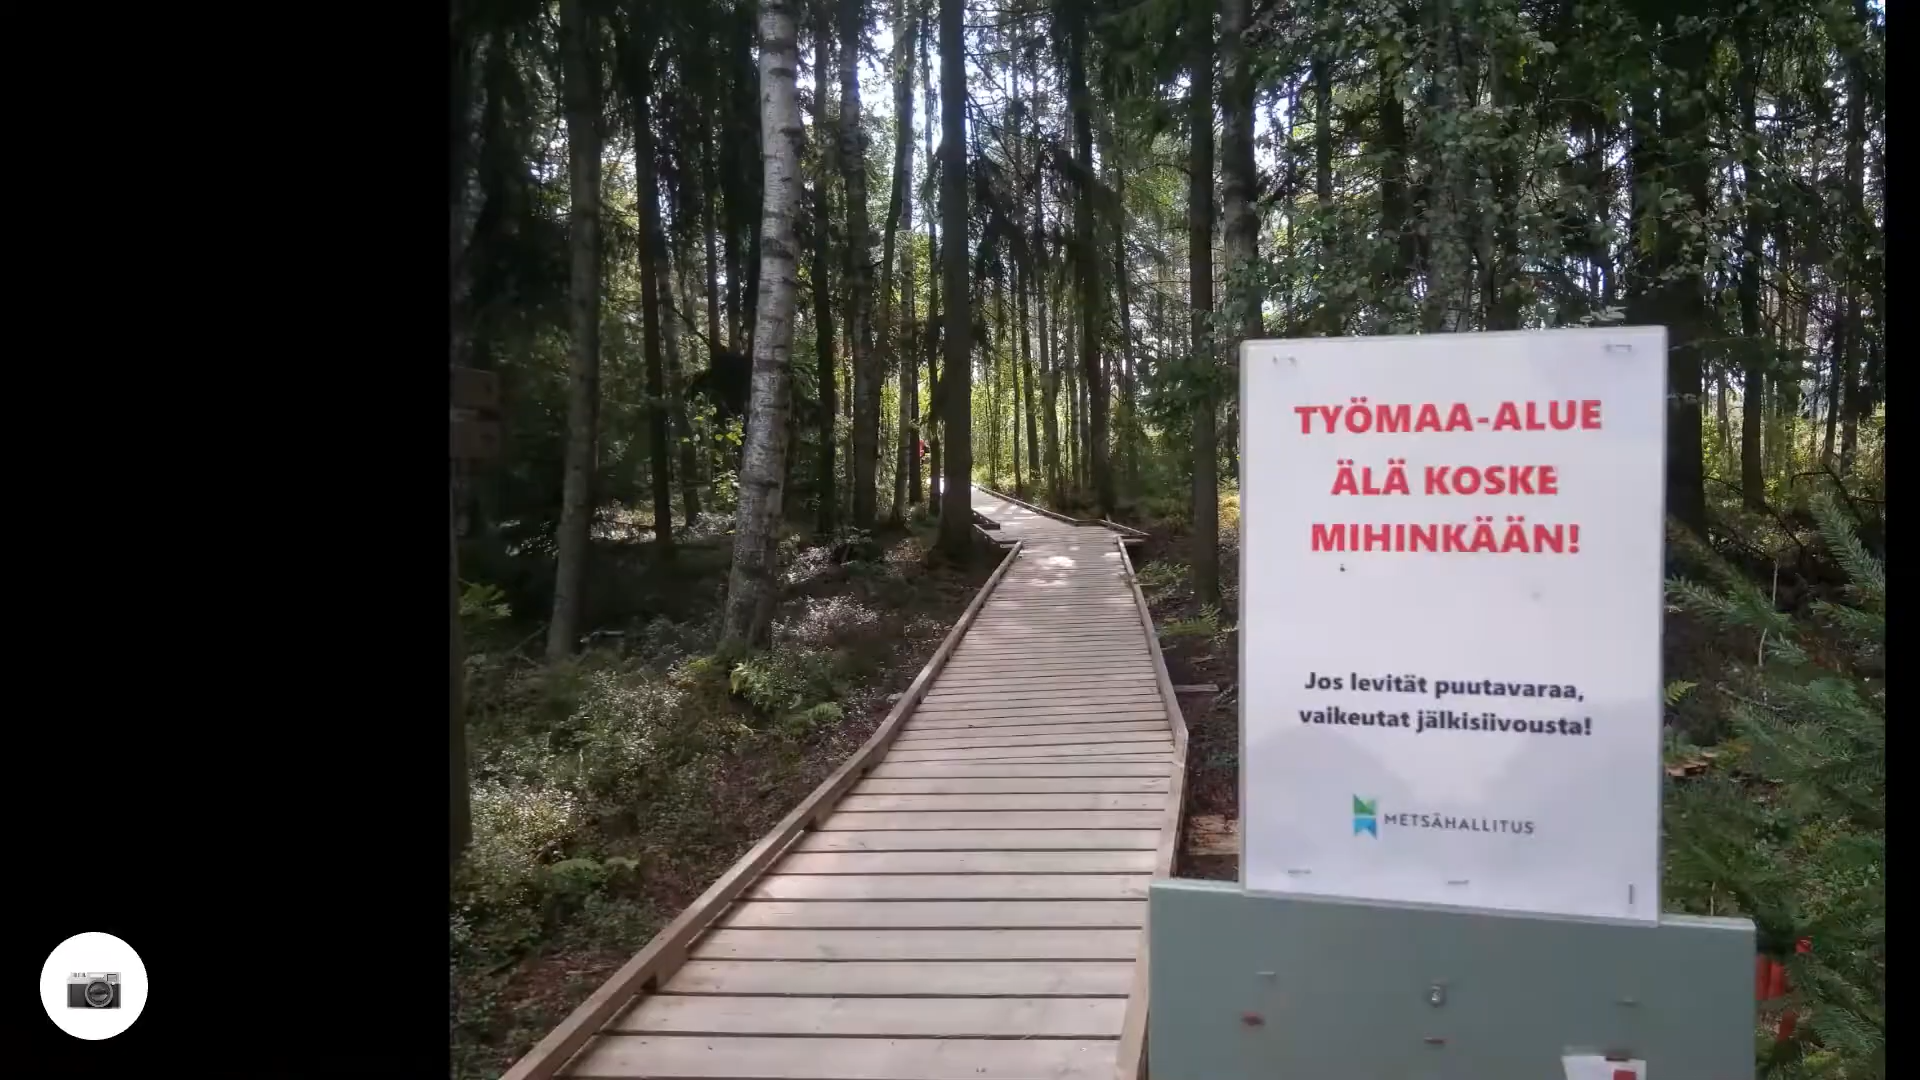 TYÖMAA-ALUE
ÄLÄ KOSKE
MIHINKÄÄN!
Jos levität puutavaraa,
vaikeutat jälkisiivousta!
METSÄHALLITUS